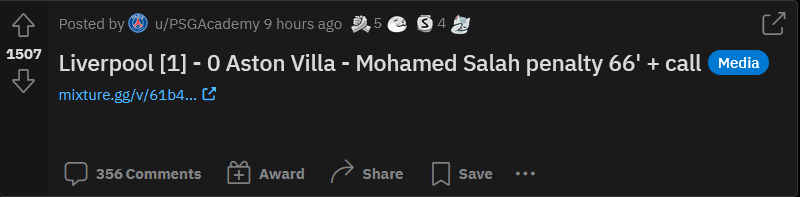 Posted by u/PSGAcademy 9 hours ago 5 S 4
1507
Liverpool [1] - 0 Aston Villa - Mohamed Salah penalty 66' + call Media
mixture.gg/v/61b4...
356 Comments Award Share Save ...